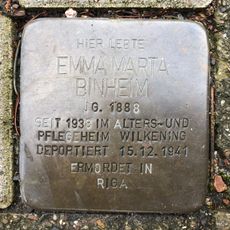 HIER LEBTE
EMMA MARTA
BINHEIM
JG. 1888
SEIT 1938 IM ALTERS- UND
PFLEGEHEIM WILKENING
DEPORTIERT 15.12.1941
ERMORDET IN
RIGA